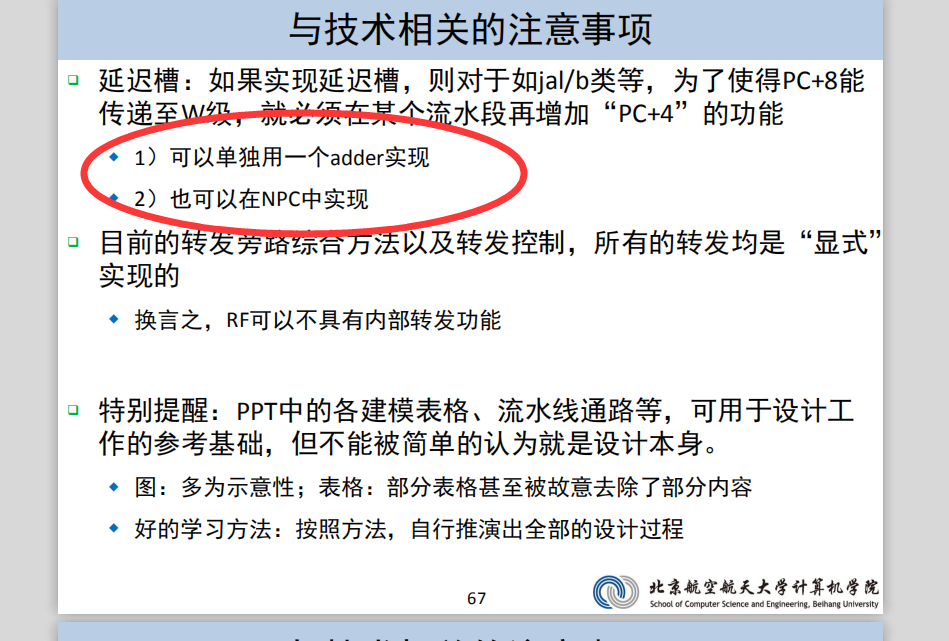 与技术相关的注意事项
延迟槽：如果实现延迟槽，则对于如jal/b类等，为了使得PC+8能
传递至W级，就必须在某个流水段再增加“PC+4”的功能
1）可以单独用一个adder实现
2）也可以在NPC中实现
目前的转发旁路综合方法以及转发控制，所有的转发均是“显式”
实现的
换言之，RF可以不具有内部转发功能
特别提醒：PPT中的各建模表格、流水线通路等，可用于设计工
作的参考基础，但不能被简单的认为就是设计本身。
图：多为示意性；表格：部分表格甚至被故意去除了部分内容
好的学习方法：按照方法，自行推演出全部的设计过程
67
北京航空航天大学计算机学院
School of Computer Science and Engineering, Beihang University